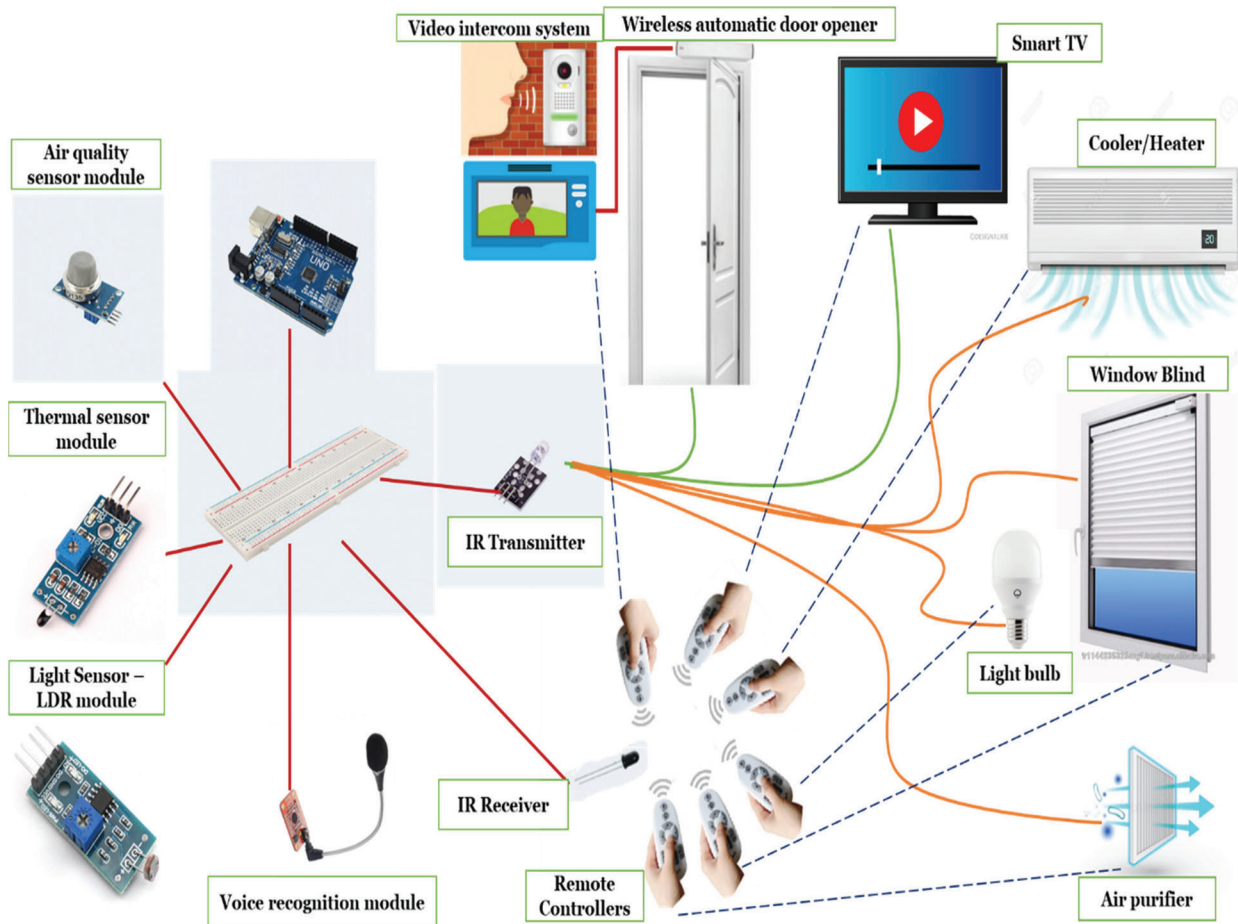 Video intercom system
Wireless automatic door opener
Smart TV
Cooler/Heater
Air quality
sensor module
UNO
20
©DESIGNALIKIE
Window Blind
Thermal sensor
module
IR Transmitter
Light Sensor –
LDR module
Light bulb
IR Receiver
Voice recognition module
Remote
Controllers
Air purifier